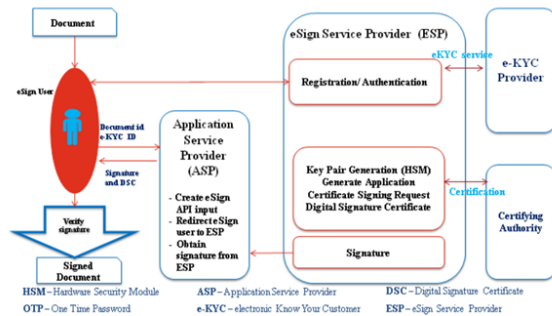 Document
eSign Service Provider (ESP)
eKYC service
e-KYC
Provider
Registration/ Authentication
eSign User
Document id
e-KYC ID
Signature
and DSC
Application
Service
Provider
(ASP)
- Create eSign
API input
- Redirect eSign
user to ESP
- Obtain
signature from
ESP
Key Pair Generation (HSM)
Generate Application
Certificate Signing Request
Digital Signature Certificate
Certification
Certifying
Authority
Signature
Verify
signature
Signed
Document
HSM – Hardware Security Module ASP – Application Service Provider DSC – Digital Signature Certificate
OTP – One Time Password e-KYC – electronic Know Your Customer ESP – eSign Service Provider